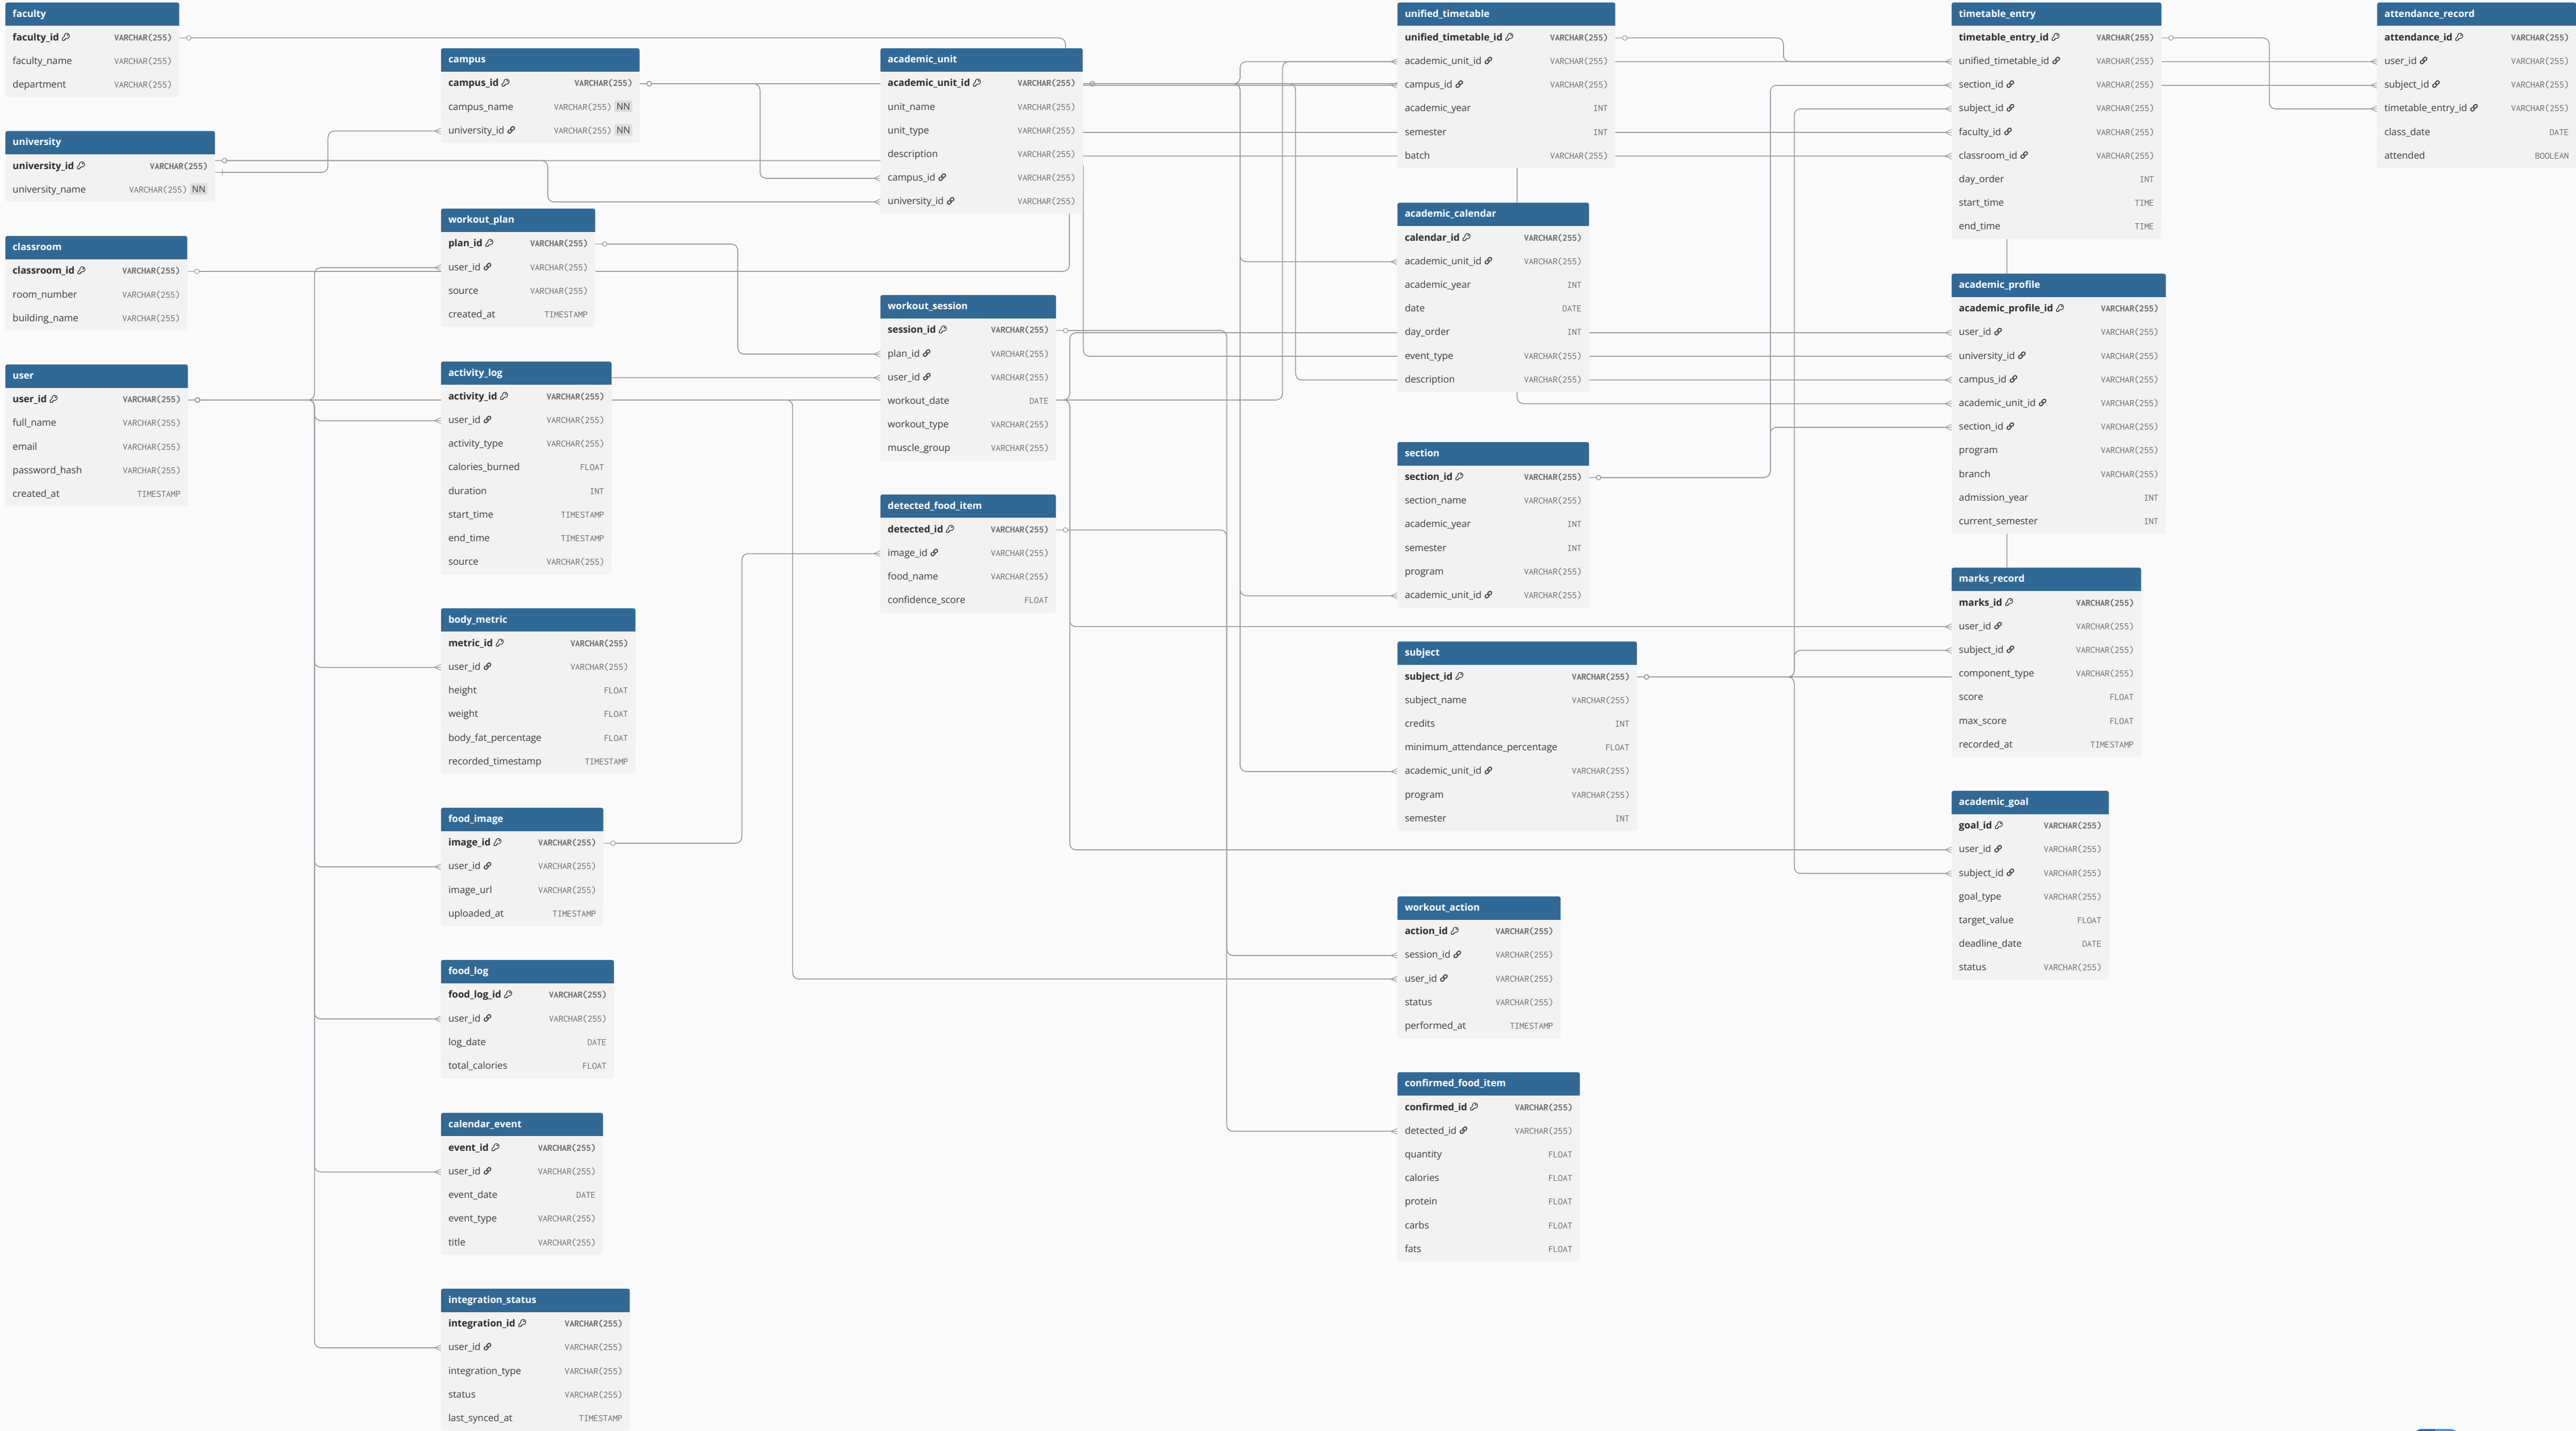 faculty
faculty_id VARCHAR(255)
faculty_name VARCHAR(255)
department VARCHAR(255)
university
university_id VARCHAR(255)
university_name VARCHAR(255) NN
classroom
classroom_id VARCHAR(255)
room_number VARCHAR(255)
building_name VARCHAR(255)
user
user_id VARCHAR(255)
full_name VARCHAR(255)
email VARCHAR(255)
password_hash VARCHAR(255)
created_at TIMESTAMP
campus
campus_id VARCHAR(255)
campus_name VARCHAR(255) NN
university_id VARCHAR(255) NN
workout_plan
plan_id VARCHAR(255)
user_id VARCHAR(255)
source VARCHAR(255)
created_at TIMESTAMP
activity_log
activity_id VARCHAR(255)
user_id VARCHAR(255)
activity_type VARCHAR(255)
calories_burned FLOAT
duration INT
start_time TIMESTAMP
end_time TIMESTAMP
source VARCHAR(255)
body_metric
metric_id VARCHAR(255)
user_id VARCHAR(255)
height FLOAT
weight FLOAT
body_fat_percentage FLOAT
recorded_timestamp TIMESTAMP
food_image
image_id VARCHAR(255)
user_id VARCHAR(255)
image_url VARCHAR(255)
uploaded_at TIMESTAMP
food_log
food_log_id VARCHAR(255)
user_id VARCHAR(255)
log_date DATE
total_calories FLOAT
calendar_event
event_id VARCHAR(255)
user_id VARCHAR(255)
event_date DATE
event_type VARCHAR(255)
title VARCHAR(255)
integration_status
integration_id VARCHAR(255)
user_id VARCHAR(255)
integration_type VARCHAR(255)
status VARCHAR(255)
last_synced_at TIMESTAMP
academic_unit
academic_unit_id VARCHAR(255)
unit_name VARCHAR(255)
unit_type VARCHAR(255)
description VARCHAR(255)
campus_id VARCHAR(255)
university_id VARCHAR(255)
workout_session
session_id VARCHAR(255)
plan_id VARCHAR(255)
user_id VARCHAR(255)
workout_date DATE
workout_type VARCHAR(255)
muscle_group VARCHAR(255)
detected_food_item
detected_id VARCHAR(255)
image_id VARCHAR(255)
food_name VARCHAR(255)
confidence_score FLOAT
unified_timetable
unified_timetable_id VARCHAR(255)
academic_unit_id VARCHAR(255)
campus_id VARCHAR(255)
academic_year INT
semester INT
batch VARCHAR(255)
academic_calendar
calendar_id VARCHAR(255)
academic_unit_id VARCHAR(255)
academic_year INT
date DATE
day_order INT
event_type VARCHAR(255)
description VARCHAR(255)
section
section_id VARCHAR(255)
section_name VARCHAR(255)
academic_year INT
semester INT
program VARCHAR(255)
academic_unit_id VARCHAR(255)
subject
subject_id VARCHAR(255)
subject_name VARCHAR(255)
credits INT
minimum_attendance_percentage FLOAT
academic_unit_id VARCHAR(255)
program VARCHAR(255)
semester INT
workout_action
action_id VARCHAR(255)
session_id VARCHAR(255)
user_id VARCHAR(255)
status VARCHAR(255)
performed_at TIMESTAMP
confirmed_food_item
confirmed_id VARCHAR(255)
detected_id VARCHAR(255)
quantity FLOAT
calories FLOAT
protein FLOAT
carbs FLOAT
fats FLOAT
timetable_entry
timetable_entry_id VARCHAR(255)
unified_timetable_id VARCHAR(255)
section_id VARCHAR(255)
subject_id VARCHAR(255)
faculty_id VARCHAR(255)
classroom_id VARCHAR(255)
day_order INT
start_time TIME
end_time TIME
academic_profile
academic_profile_id VARCHAR(255)
user_id VARCHAR(255)
university_id VARCHAR(255)
campus_id VARCHAR(255)
academic_unit_id VARCHAR(255)
section_id VARCHAR(255)
program VARCHAR(255)
branch VARCHAR(255)
admission_year INT
current_semester INT
marks_record
marks_id VARCHAR(255)
user_id VARCHAR(255)
subject_id VARCHAR(255)
component_type VARCHAR(255)
score FLOAT
max_score FLOAT
recorded_at TIMESTAMP
academic_goal
goal_id VARCHAR(255)
user_id VARCHAR(255)
subject_id VARCHAR(255)
goal_type VARCHAR(255)
target_value FLOAT
deadline_date DATE
status VARCHAR(255)
attendance_record
attendance_id VARCHAR(255)
user_id VARCHAR(255)
subject_id VARCHAR(255)
timetable_entry_id VARCHAR(255)
class_date DATE
attended BOOLEAN